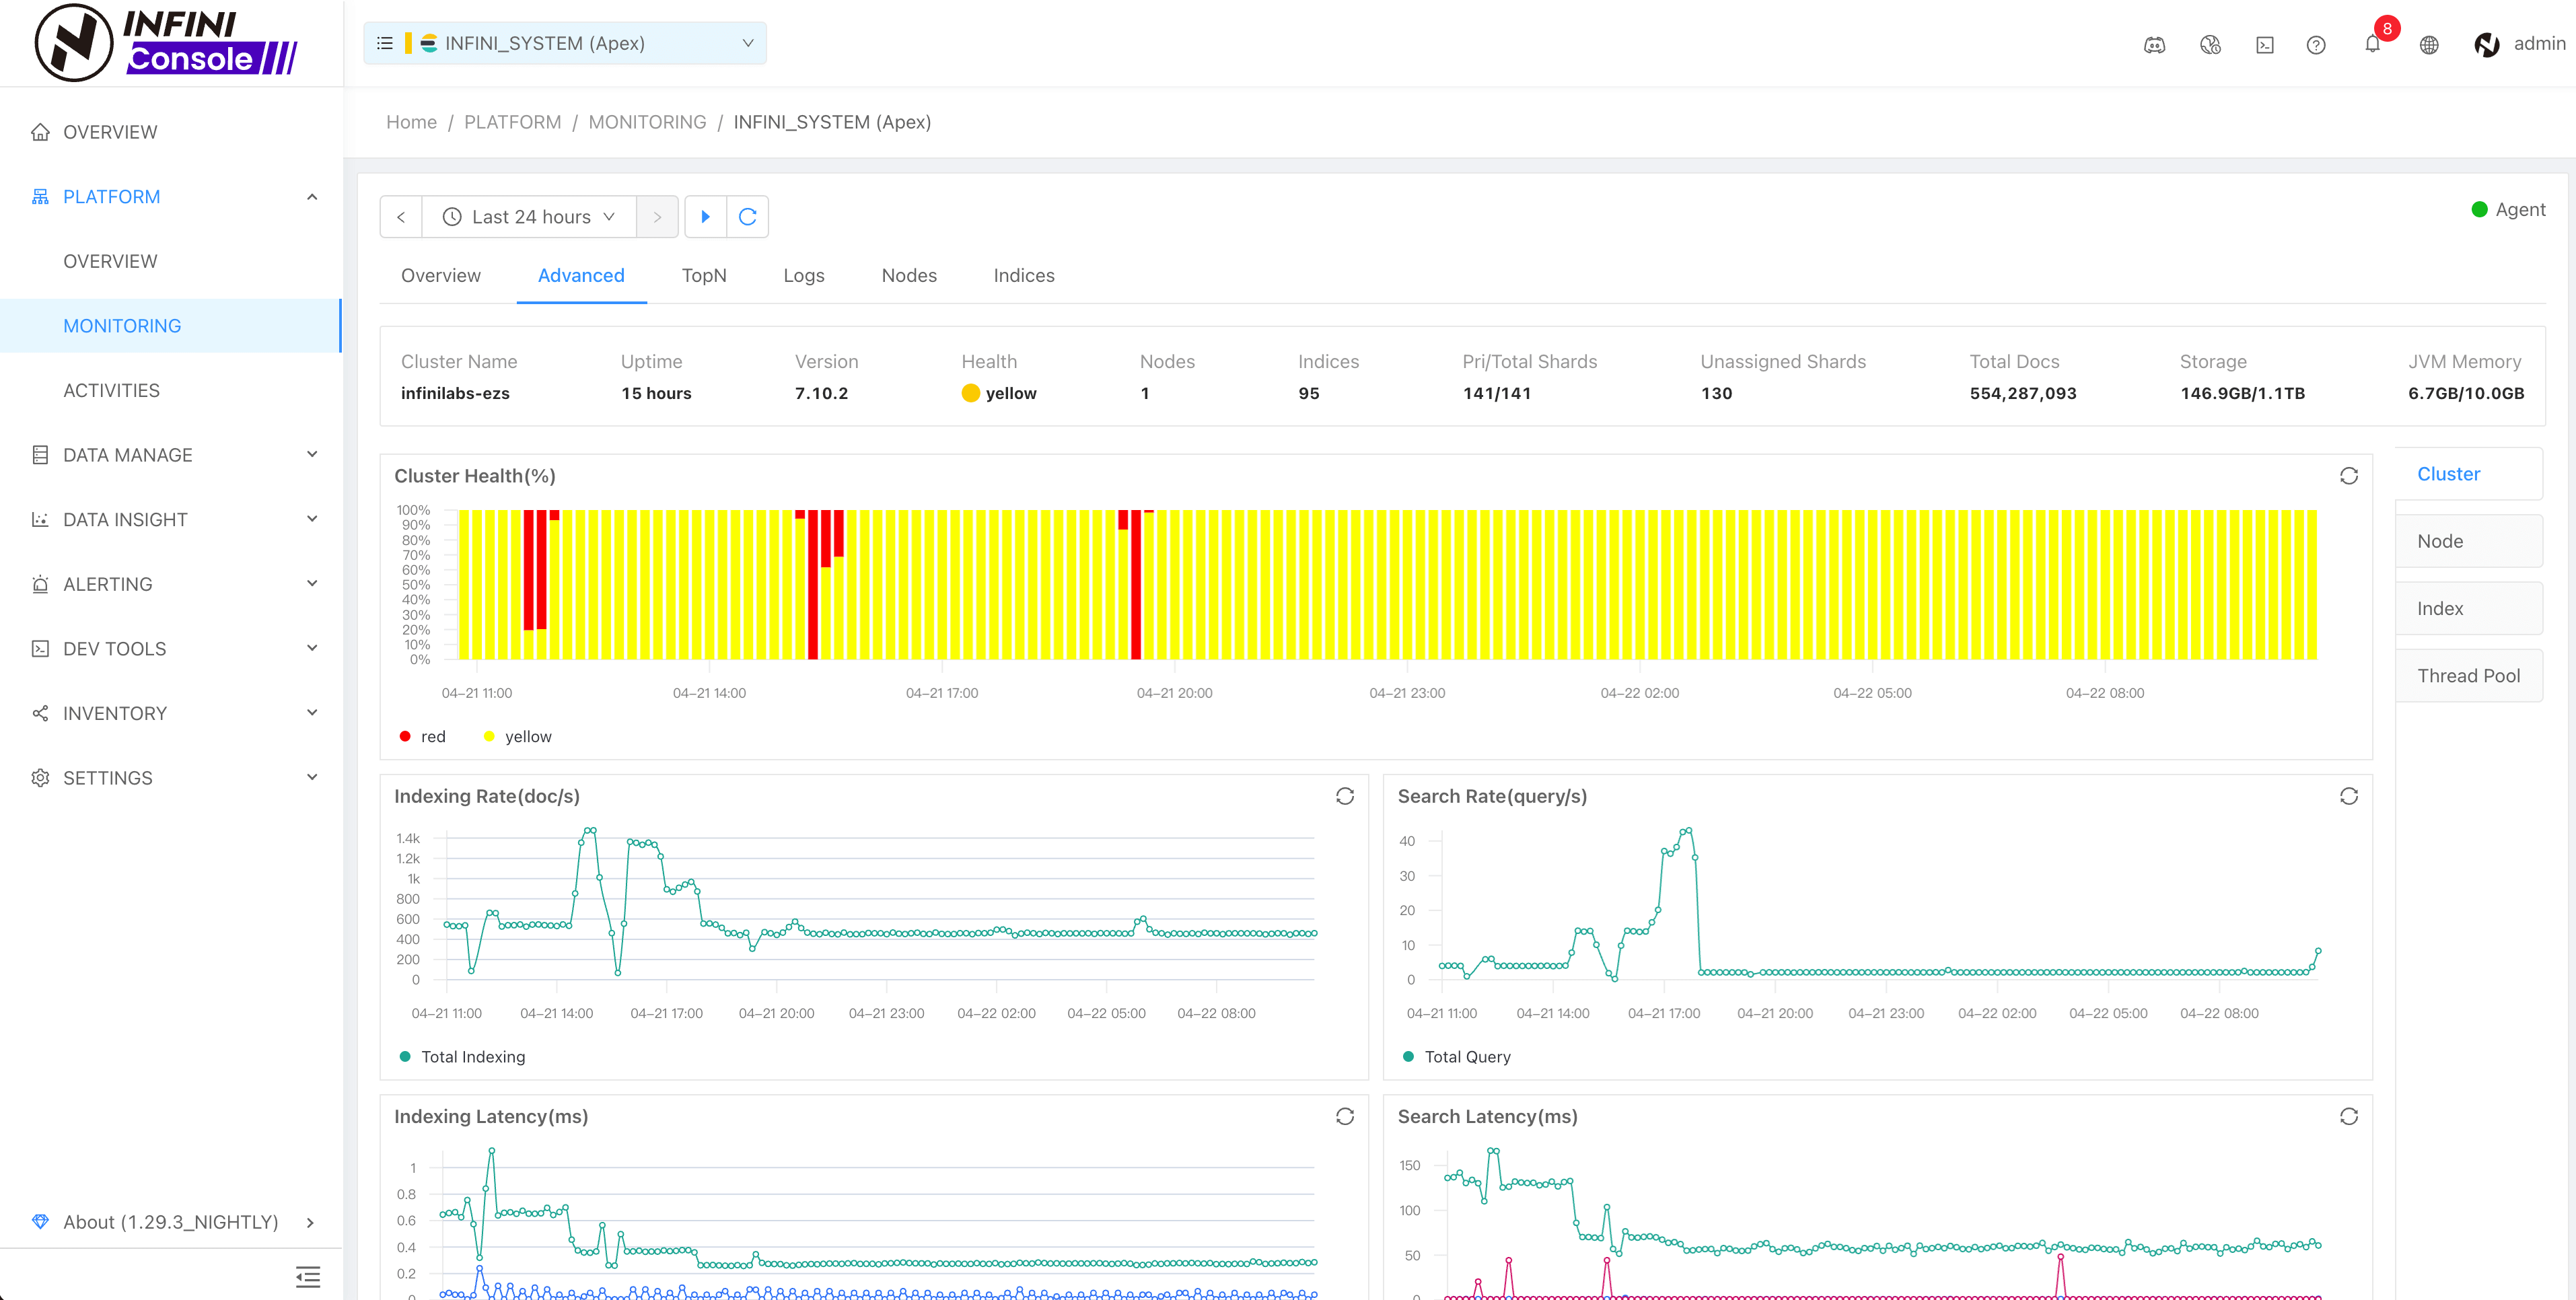 INFINI
Console
INFINI_SYSTEM (Apex)
8
admin
Home / PLATFORM / MONITORING / INFINI_SYSTEM (Apex)
OVERVIEW
PLATFORM
OVERVIEW
MONITORING
ACTIVITIES
DATA MANAGE
DATA INSIGHT
ALERTING
DEV TOOLS
INVENTORY
SETTINGS
About (1.29.3_NIGHTLY)
Last 24 hours
Agent
Overview Advanced TopN Logs Nodes Indices
Cluster Name Uptime Version Health Nodes Indices Pri/Total Shards Unassigned Shards Total Docs Storage JVM Memory
infinilabs-ezs 15 hours 7.10.2 yellow 1 95 141/141 130 554,287,093 146.9GB/1.1TB 6.7GB/10.0GB
Cluster
Node
Index
Thread Pool
Cluster Health(%)
100%
90%
80%
70%
60%
50%
40%
30%
20%
10%
0%
04-21 11:00 04-21 14:00 04-21 17:00 04-21 20:00 04-21 23:00 04-22 02:00 04-22 05:00 04-22 08:00
red yellow
Indexing Rate(doc/s)
1.4k
1.2k
1k
800
600
400
200
0
04-21 11:00 04-21 14:00 04-21 17:00 04-21 20:00 04-21 23:00 04-22 02:00 04-22 05:00 04-22 08:00
Total Indexing
Search Rate(query/s)
40
30
20
10
0
04-21 11:00 04-21 14:00 04-21 17:00 04-21 20:00 04-21 23:00 04-22 02:00 04-22 05:00 04-22 08:00
Total Query
Indexing Latency(ms)
1
0.8
0.6
0.4
0.2
0
Search Latency(ms)
150
100
50
0